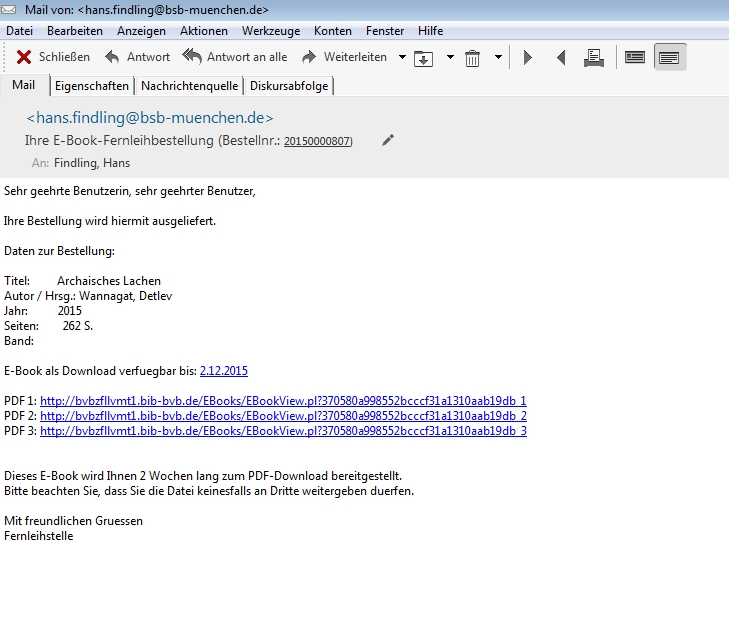 Mail von: <hans.findling@bsb-muenchen.de>
Datei Bearbeiten Anzeigen Aktionen Werkzeuge Konten Fenster Hilfe
Schließen Antwort Antwort an alle Weiterleiten
Mail Eigenschaften Nachrichtenquelle Diskursabfolge
<hans.findling@bsb-muenchen.de>
Ihre E-Book-Fernleihbestellung (Bestellnr.: 20150000807)
An: Findling, Hans
Sehr geehrte Benutzerin, sehr geehrter Benutzer,
Ihre Bestellung wird hiermit ausgeliefert.
Daten zur Bestellung:
Titel: Archaisches Lachen
Autor / Hrsg.: Wannagat, Detlev
Jahr: 2015
Seiten: 262 S.
Band:
E-Book als Download verfuegbar bis: 2.12.2015
PDF 1: http://bvbzfllvmt1.bib-bvb.de/EBooks/EBookView.pl?370580a998552bcccf31a1310aab19db_1
PDF 2: http://bvbzfllvmt1.bib-bvb.de/EBooks/EBookView.pl?370580a998552bcccf31a1310aab19db_2
PDF 3: http://bvbzfllvmt1.bib-bvb.de/EBooks/EBookView.pl?370580a998552bcccf31a1310aab19db_3
Dieses E-Book wird Ihnen 2 Wochen lang zum PDF-Download bereitgestellt.
Bitte beachten Sie, dass Sie die Datei keinesfalls an Dritte weitergeben duerfen.
Mit freundlichen Gruessen
Fernleihstelle